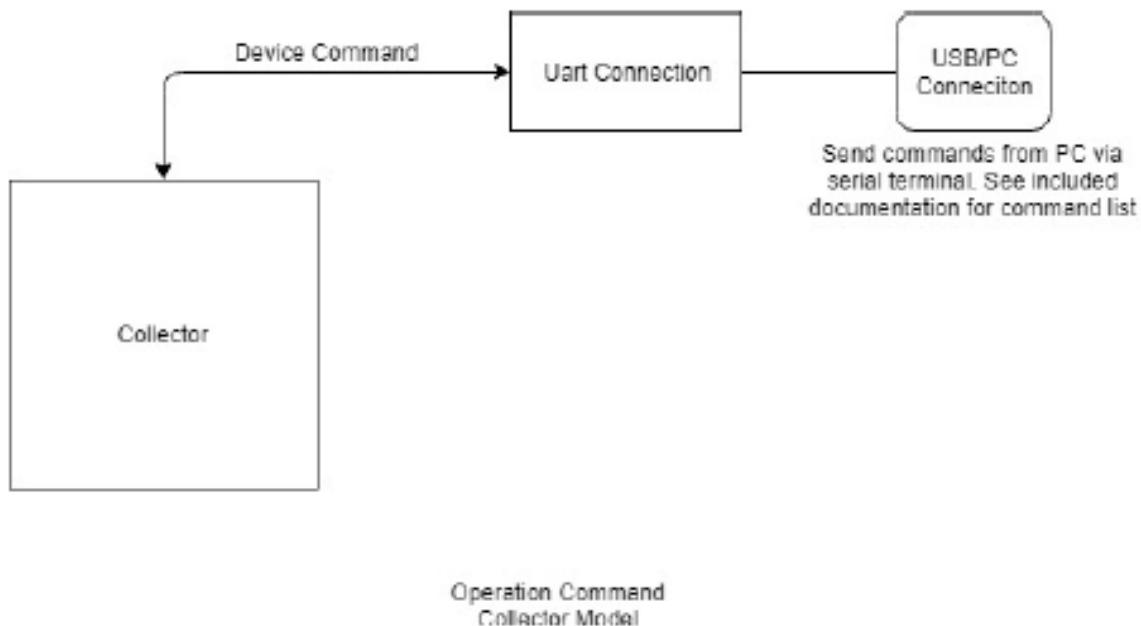 Device Command
Uart Connection
USB/PC
Conneciton
Send commands from PC via
serial terminal. See included
documentation for command list
Collector
Operation Command
Collector Model